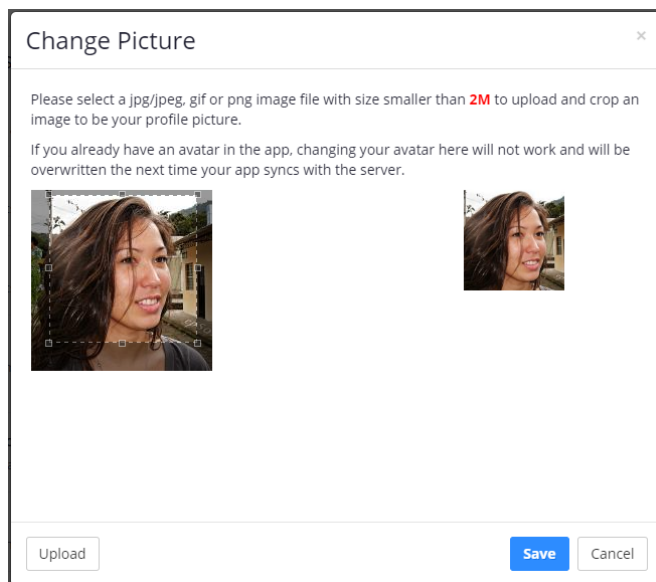 Change Picture
×
Please select a jpg/jpeg, gif or png image file with size smaller than 2M to upload and crop an
image to be your profile picture.
If you already have an avatar in the app, changing your avatar here will not work and will be
overwritten the next time your app syncs with the server.
Upload
Save
Cancel